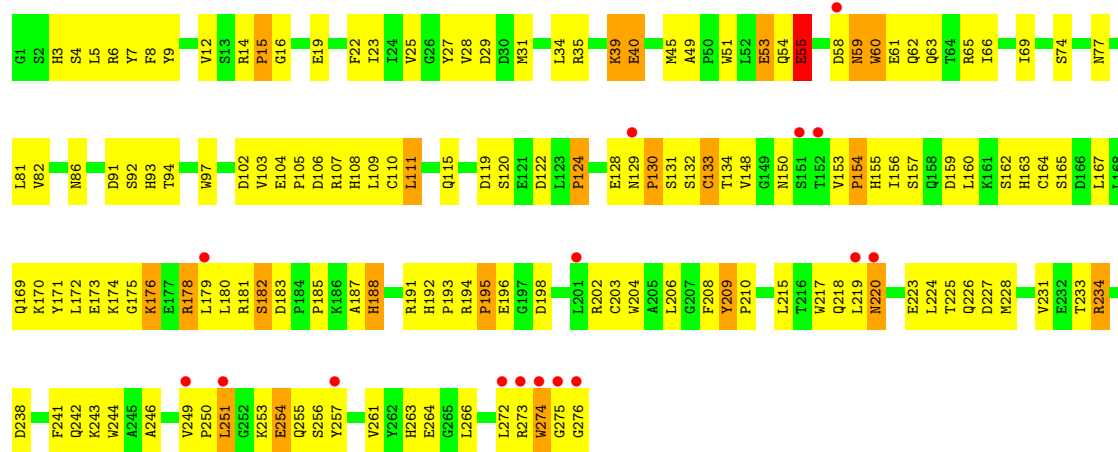 G1 S2 H3 S4 L5 R6 Y7 F8 Y9 V12 S13 R14 P15 G16 E19 F22 I23 I24 V25 G26 Y27 V28 D29 D30 M31 L34 R35 K39 E40 M45 A49 P50 W51 L52 E53 Q54 E55 D58 N59 W60 E61 Q62 Q63 T64 R65 I66 I69 S74 N77
L81 V82 N86 D91 S92 H93 T94 W97 D102 V103 E104 P105 D106 R107 H108 L109 C110 L111 Q115 D119 S120 E121 D122 L123 P124 E128 N129 P130 S131 S132 C133 T134 V148 G149 N150 S151 T152 V153 P154 H155 I156 S157 Q158 D159 L160 K161 S162 H163 C164 S165 D166 L167 L168
Q169 K170 Y171 L172 E173 K174 G175 K176 E177 R178 L179 L180 R181 S182 D183 P184 P185 K186 A187 H188 R191 H192 P193 R194 P195 E196 G197 D198 L201 R202 C203 W204 A205 L206 G207 F208 Y209 P210 L215 T216 W217 Q218 L219 N220 E223 L224 T225 Q226 D227 M228 V231 E232 T233 R234
D238 F241 Q242 K243 W244 A245 A246 V249 P250 L251 G252 K253 E254 Q255 S256 Y257 V261 Y262 H263 E264 G265 L266 L272 R273 W274 G275 G276